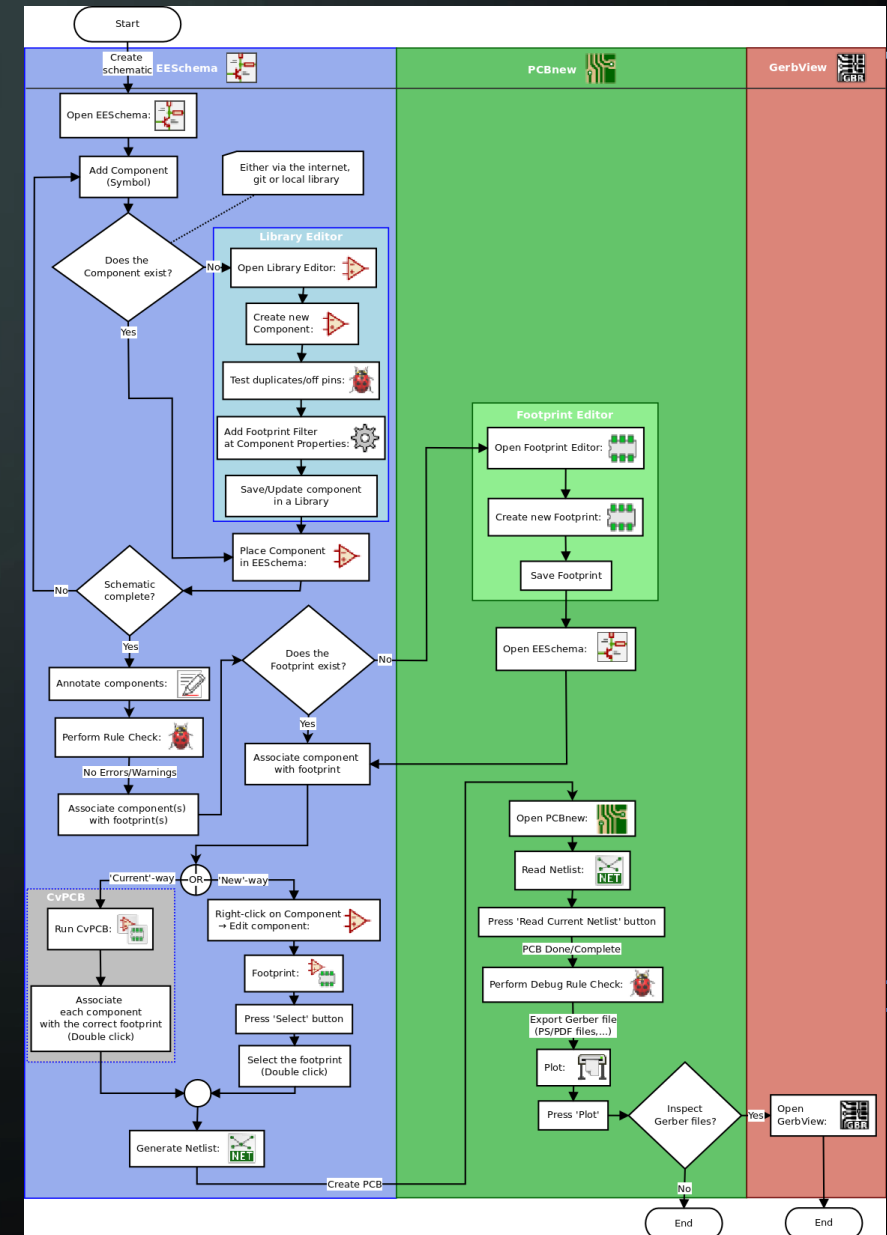 Start
Create
schematic
EESchema
PCBnew
GerbView
GBR
Open EESchema:
Add Component
(Symbol)
Either via the internet,
git or local library
Does the
Component exist?
No
Yes
Library Editor
Open Library Editor:
Create new
Component:
Test duplicates/off pins:
Add Footprint Filter
at Component Properties:
Save/Update component
in a Library
Place Component
in EESchema:
Schematic
complete?
No
Yes
Annotate components:
Perform Rule Check:
No Errors/Warnings
Associate component(s)
with footprint(s)
Does the
Footprint exist?
No
Yes
Footprint Editor
Open Footprint Editor:
Create new Footprint:
Save Footprint
Open EESchema:
Associate component
with footprint
OR
'Current'-way
'New'-way
CvPCB
Run CvPCB:
Associate
each component
with the correct footprint
(Double click)
Right-click on Component
→ Edit component:
Footprint:
Press 'Select' button
Select the footprint
(Double click)
Generate Netlist:
NET
Create PCB
Open PCBnew:
Read Netlist:
NET
Press 'Read Current Netlist' button
PCB Done/Complete
Perform Debug Rule Check:
Export Gerber file
(PS/PDF files,...)
Plot:
Press 'Plot'
Inspect
Gerber files?
Yes
No
Open
GerbView:
GBR
End
End